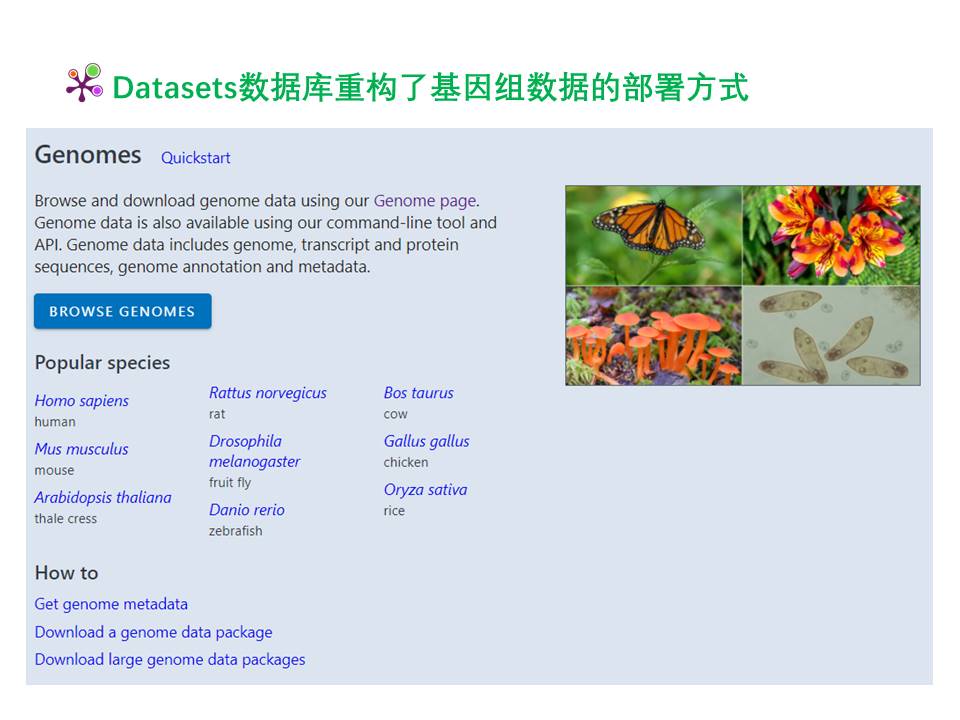 Datasets数据库重构了基因组数据的部署方式
Genomes Quickstart
Browse and download genome data using our Genome page.
Genome data is also available using our command-line tool and
API. Genome data includes genome, transcript and protein
sequences, genome annotation and metadata.
BROWSE GENOMES
Popular species
Homo sapiens
human
Mus musculus
mouse
Arabidopsis thaliana
thale cress
Rattus norvegicus
rat
Drosophila
melanogaster
fruit fly
Danio rerio
zebrafish
Bos taurus
cow
Gallus gallus
chicken
Oryza sativa
rice
How to
Get genome metadata
Download a genome data package
Download large genome data packages